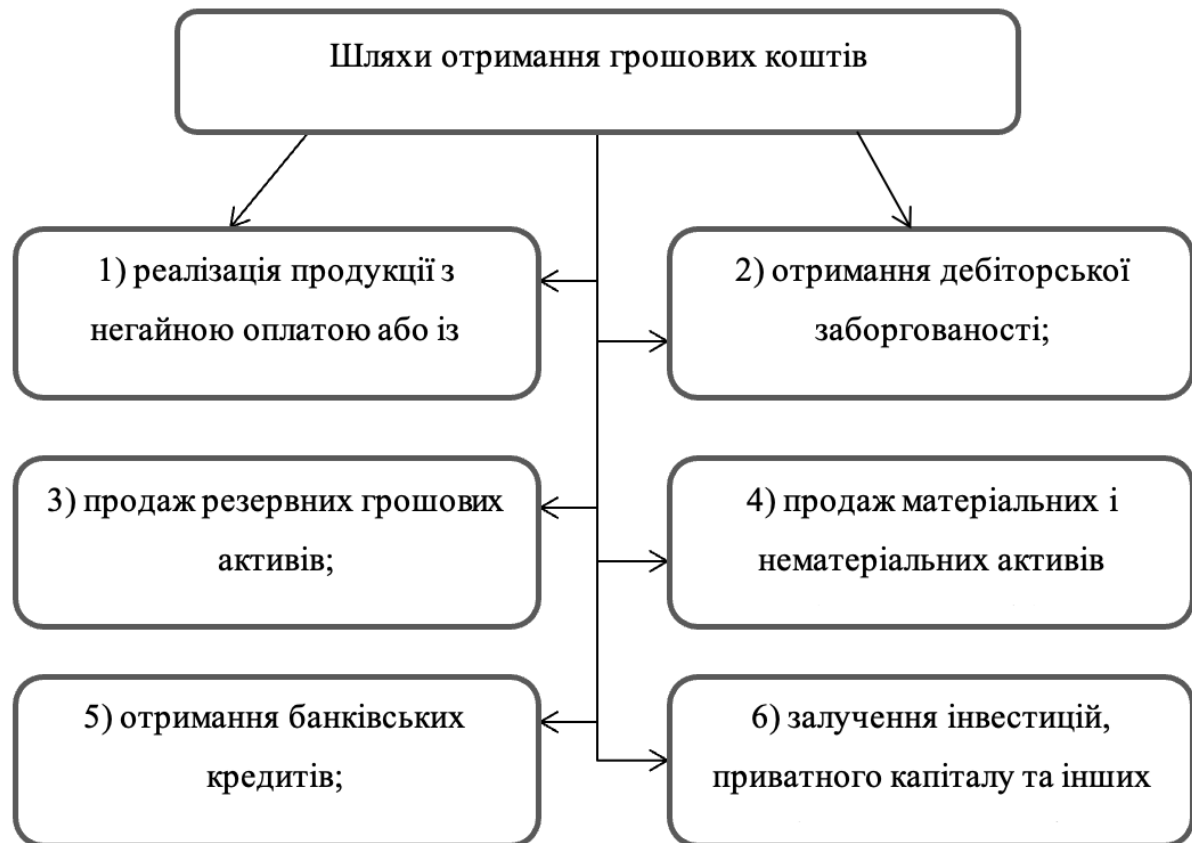 Шляхи отримання грошових коштів
1) реалізація продукції з
негайною оплатою або із
2) отримання дебіторської
заборгованості;
3) продаж резервних грошових
активів;
4) продаж матеріальних і
нематеріальних активів
5) отримання банківських
кредитів;
6) залучення інвестицій,
приватного капіталу та інших